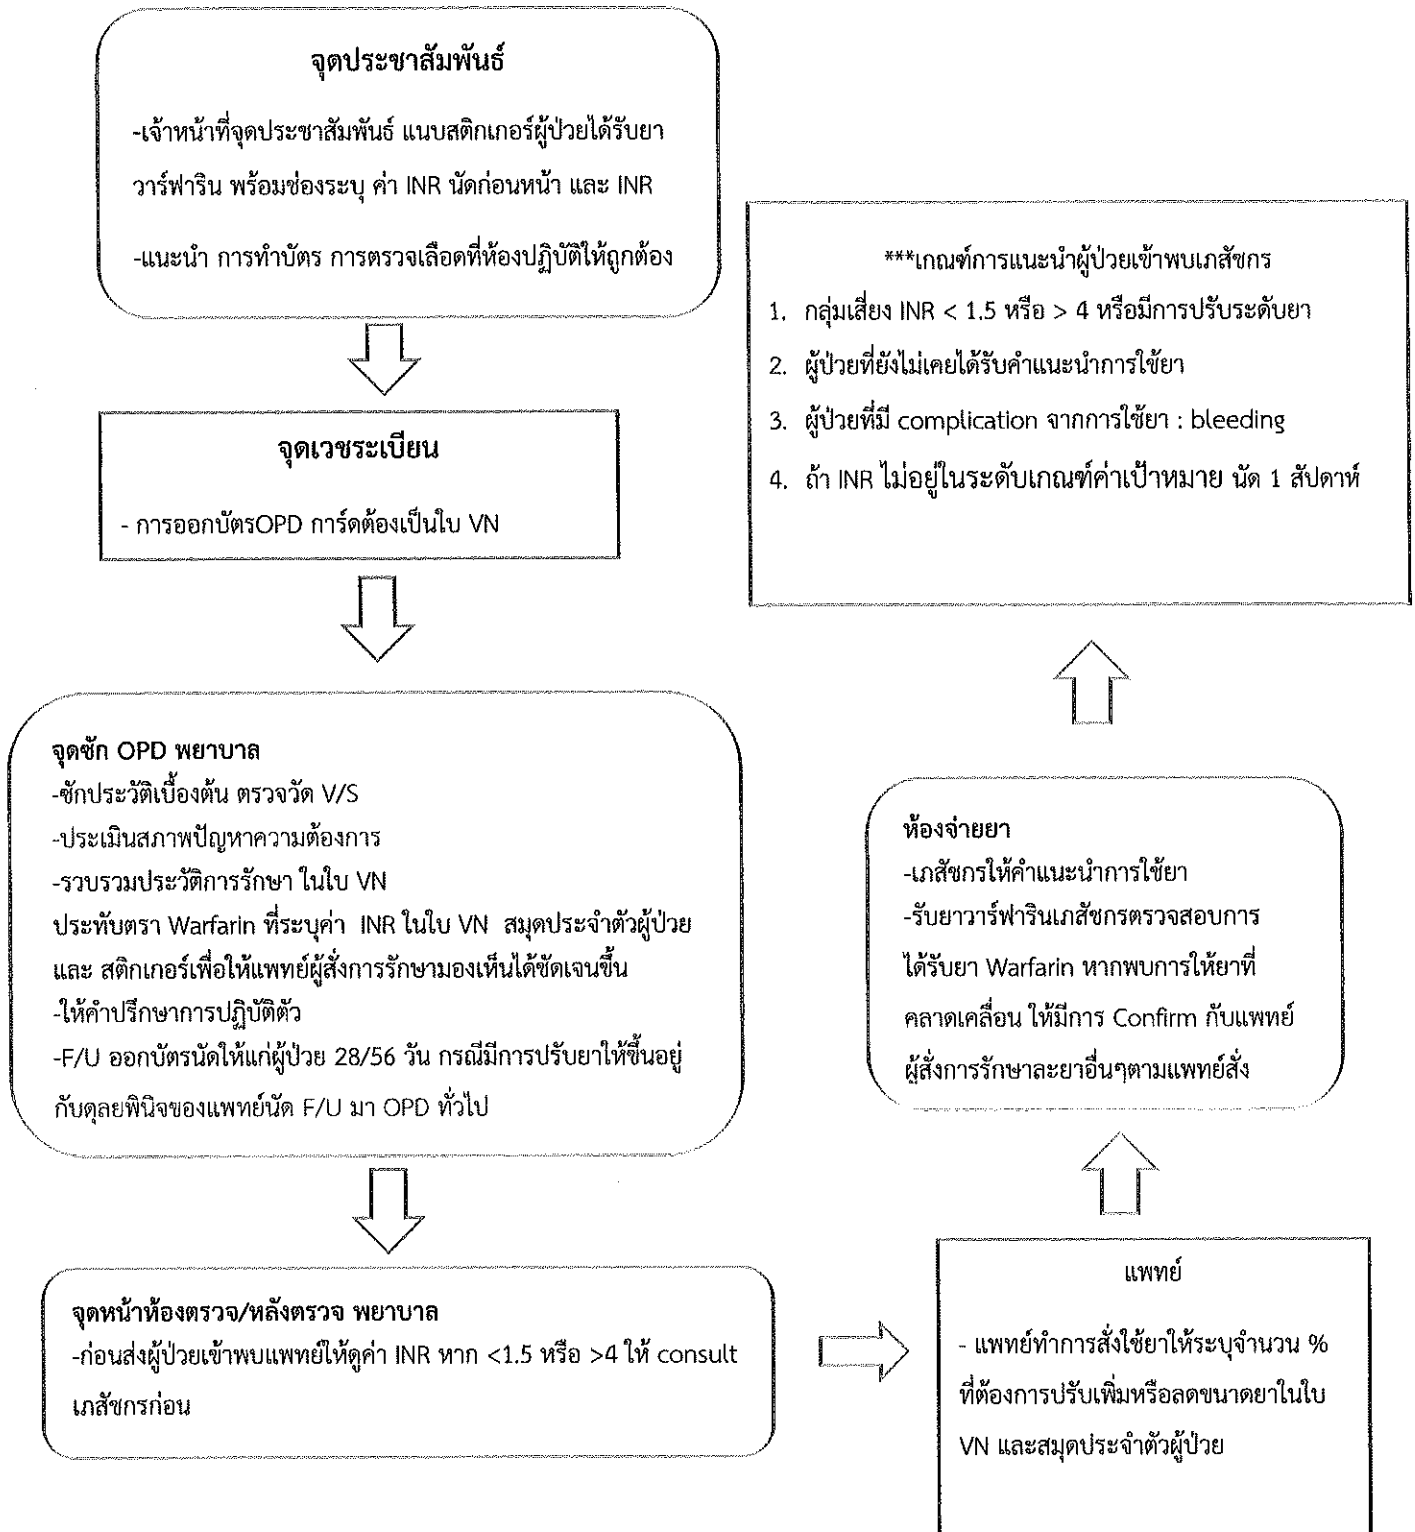 จุดประชาสัมพันธ์
-เจ้าหน้าที่จุดประชาสัมพันธ์ แนบสติกเกอร์ผู้ป่วยได้รับยา
วาร์ฟาริน พร้อมช่องระบุ ค่า INR นัดก่อนหน้า และ INR
-แนะนำ การทำบัตร การตรวจเลือดที่ห้องปฏิบัติให้ถูกต้อง
จุดเวชระเบียน
- การออกบัตรOPD การ์ดต้องเป็นใบ VN
จุดซัก OPD พยาบาล
-ซักประวัติเบื้องต้น ตรวจวัด V/S
-ประเมินสภาพปัญหาความต้องการ
-รวบรวมประวัติการรักษา ในใบ VN
ประทับตรา Warfarin ที่ระบุค่า INR ในใบ VN สมุดประจำตัวผู้ป่วย
และ สติกเกอร์เพื่อให้แพทย์ผู้สั่งการรักษามองเห็นได้ชัดเจนขึ้น
-ให้คำปรึกษาการปฏิบัติตัว
-F/U ออกบัตรนัดให้แก่ผู้ป่วย 28/56 วัน กรณีมีการปรับยาให้ขึ้นอยู่
กับดุลยพินิจของแพทย์นัด F/U มา OPD ทั่วไป
จุดหน้าห้องตรวจ/หลังตรวจ พยาบาล
-ก่อนส่งผู้ป่วยเข้าพบแพทย์ให้ดูค่า INR หาก <1.5 หรือ >4 ให้ consult
เภสัชกรก่อน
แพทย์
- แพทย์ทำการสั่งใช้ยาให้ระบุจำนวน %
ที่ต้องการปรับเพิ่มหรือลดขนาดยาในใบ
VN และสมุดประจำตัวผู้ป่วย
ห้องจ่ายยา
-เภสัชกรให้คำแนะนำการใช้ยา
-รับยาวาร์ฟารินเภสัชกรตรวจสอบการ
ได้รับยา Warfarin หากพบการให้ยาที่
คลาดเคลื่อน ให้มีการ Confirm กับแพทย์
ผู้สั่งการรักษาละยาอื่นๆตามแพทย์สั่ง
***เกณฑ์การแนะนำผู้ป่วยเข้าพบเภสัชกร
1. กลุ่มเสี่ยง INR < 1.5 หรือ > 4 หรือมีการปรับระดับยา
2. ผู้ป่วยที่ยังไม่เคยได้รับคำแนะนำการใช้ยา
3. ผู้ป่วยที่มี complication จากการใช้ยา : bleeding
4. ถ้า INR ไม่อยู่ในระดับเกณฑ์ค่าเป้าหมาย นัด 1 สัปดาห์